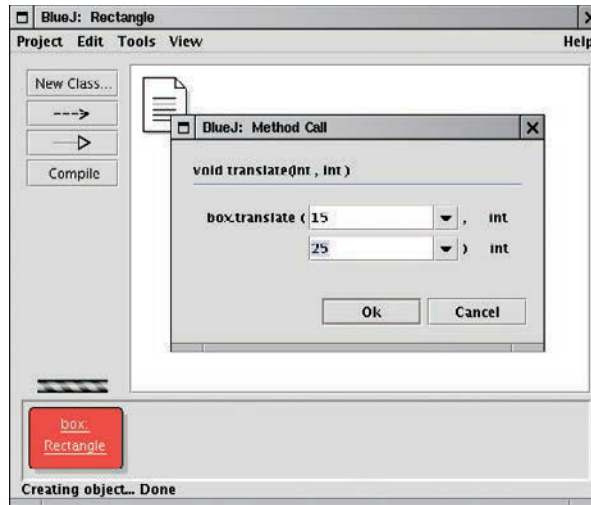 BlueJ: Rectangle
Project Edit Tools View Help
New Class...
Compile
BlueJ: Method Call
void translate(int , int )
box.translate ( 15 , int
25 ) int
Ok Cancel
box:
Rectangle
Creating object... Done